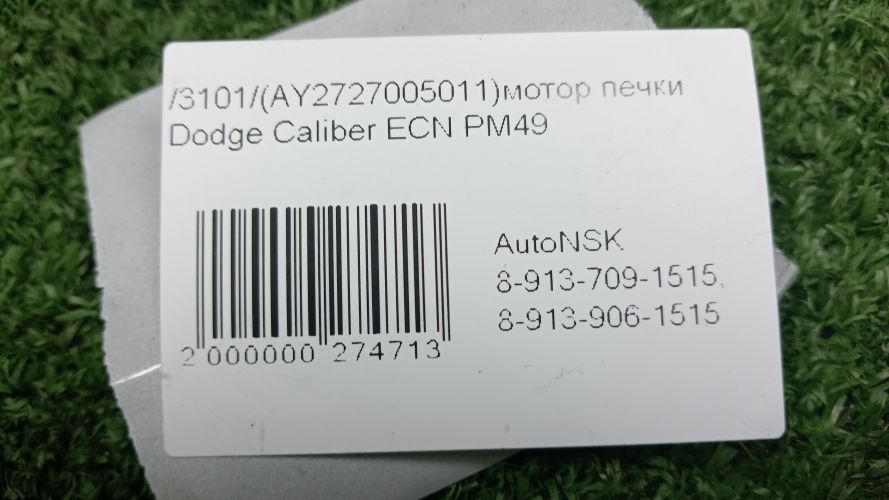 /3101/(AY2727005011)мотор печки
Dodge Caliber ECN PM49
AutoNSK
8-913-709-1515,
8-913-906-1515
2 000000 274713